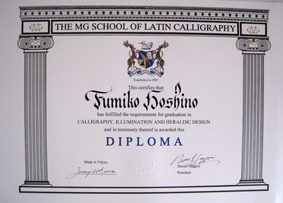 THE MG SCHOOL OF LATIN CALLIGRAPHY
Established in 1995
This certifies that
Fumiko Hoshino
has fulfilled the requirements for graduation in
CALLIGRAPHY, ILLUMINATION AND HERALDIC DESIGN
and in testimony thereof is awarded this
DIPLOMA
Made in Tokyo,
President